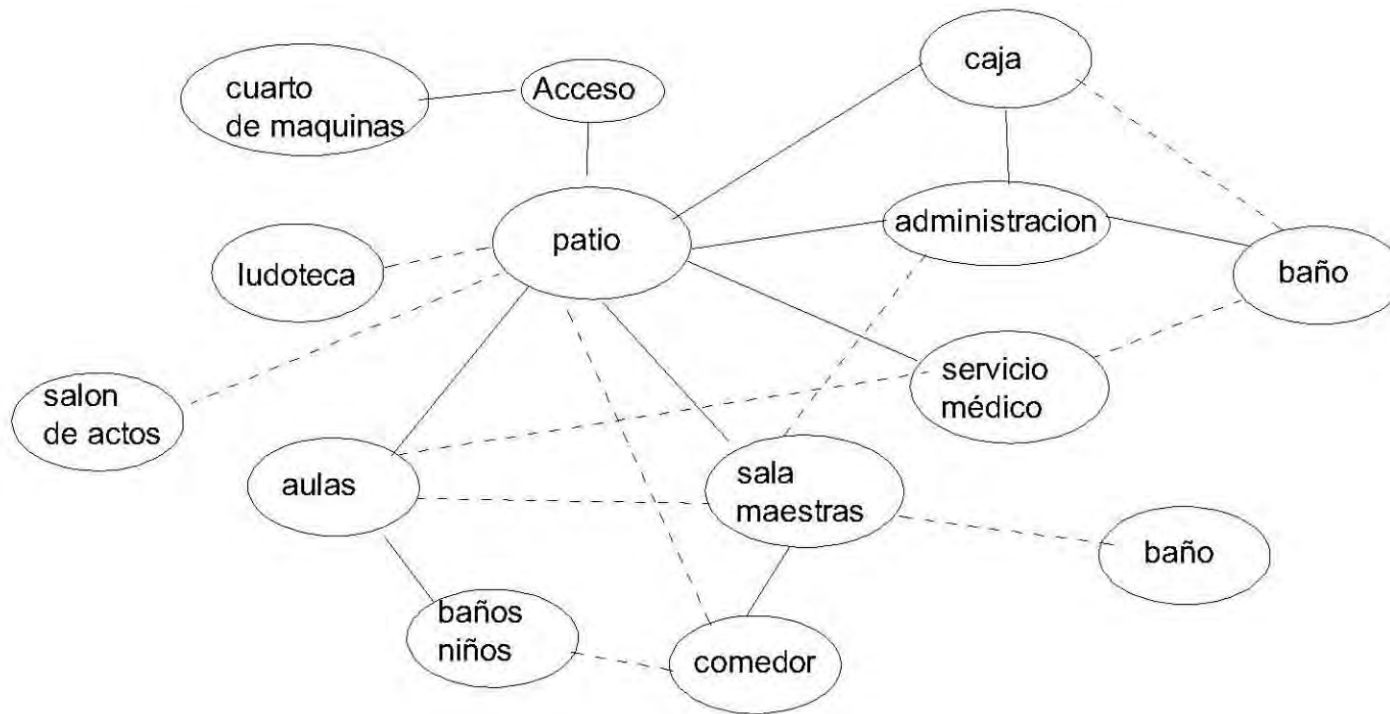 caja
cuarto
de maquinas
Acceso
patio
administracion
ludoteca
baño
servicio
médico
salon
de actos
aulas
sala
maestras
baño
baños
niños
comedor